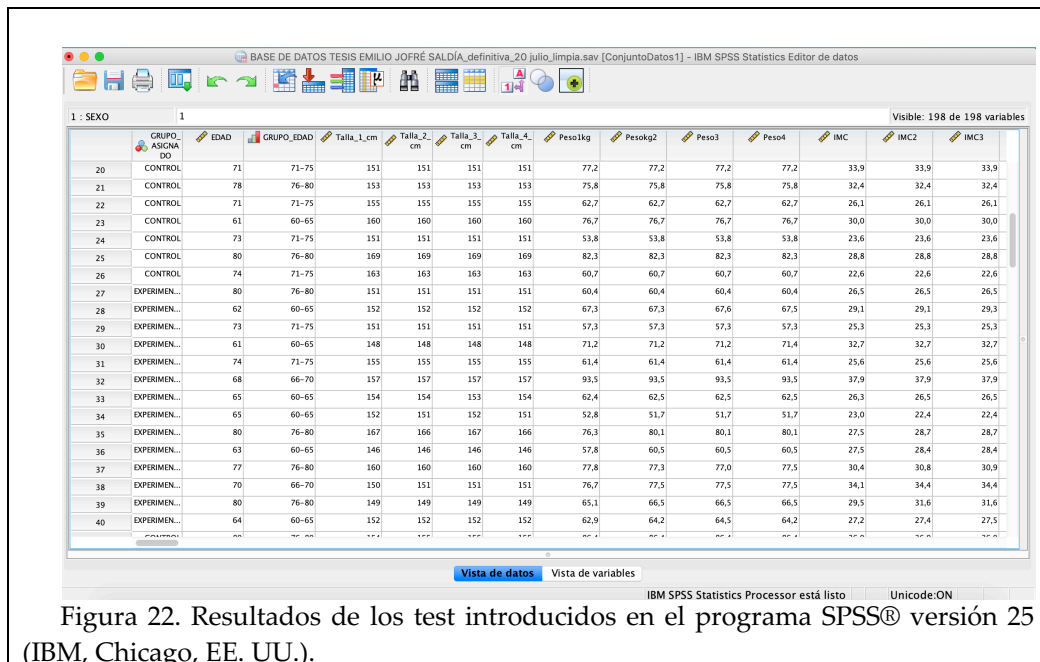 BASE DE DATOS TESIS EMILIO JOFRÉ SALDÍA_definitiva_20 julio_limpia.sav [ConjuntoDatos1] - IBM SPSS Statistics Editor de datos
1 : SEXO 1 Visible: 198 de 198 variables
GRUPO_ASIGNADO EDAD GRUPO_EDAD Talla_1_cm Talla_2_cm Talla_3_cm Talla_4_cm Peso1kg Pesokg2 Peso3 Peso4 IMC IMC2 IMC3
20 CONTROL 71 71-75 151 151 151 151 77,2 77,2 77,2 77,2 33,9 33,9 33,9
21 CONTROL 78 76-80 153 153 153 153 75,8 75,8 75,8 75,8 32,4 32,4 32,4
22 CONTROL 71 71-75 155 155 155 155 62,7 62,7 62,7 62,7 26,1 26,1 26,1
23 CONTROL 61 60-65 160 160 160 160 76,7 76,7 76,7 76,7 30,0 30,0 30,0
24 CONTROL 73 71-75 151 151 151 151 53,8 53,8 53,8 53,8 23,6 23,6 23,6
25 CONTROL 80 76-80 169 169 169 169 82,3 82,3 82,3 82,3 28,8 28,8 28,8
26 CONTROL 74 71-75 163 163 163 163 60,7 60,7 60,7 60,7 22,6 22,6 22,6
27 EXPERIMEN... 80 76-80 151 151 151 151 60,4 60,4 60,4 60,4 26,5 26,5 26,5
28 EXPERIMEN... 62 60-65 152 152 152 152 67,3 67,3 67,6 67,5 29,1 29,1 29,3
29 EXPERIMEN... 73 71-75 151 151 151 151 57,3 57,3 57,3 57,3 25,3 25,3 25,3
30 EXPERIMEN... 61 60-65 148 148 148 148 71,2 71,2 71,2 71,4 32,7 32,7 32,7
31 EXPERIMEN... 74 71-75 155 155 155 155 61,4 61,4 61,4 61,4 25,6 25,6 25,6
32 EXPERIMEN... 68 66-70 157 157 157 157 93,5 93,5 93,5 93,5 37,9 37,9 37,9
33 EXPERIMEN... 65 60-65 154 154 153 154 62,4 62,5 62,5 62,5 26,3 26,5 26,5
34 EXPERIMEN... 65 60-65 152 151 152 151 52,8 51,7 51,7 51,7 23,0 22,4 22,4
35 EXPERIMEN... 80 76-80 167 166 167 166 76,3 80,1 80,1 80,1 27,5 28,7 28,7
36 EXPERIMEN... 63 60-65 146 146 146 146 57,8 60,5 60,5 60,5 27,5 28,4 28,4
37 EXPERIMEN... 77 76-80 160 160 160 160 77,8 77,3 77,0 77,5 30,4 30,8 30,9
38 EXPERIMEN... 70 66-70 150 151 151 151 76,7 77,5 77,5 77,5 34,1 34,4 34,4
39 EXPERIMEN... 80 76-80 149 149 149 149 65,1 66,5 66,5 66,5 29,5 31,6 31,6
40 EXPERIMEN... 64 60-65 152 152 152 152 62,9 64,2 64,5 64,2 27,2 27,4 27,5
Vista de datos Vista de variables
IBM SPSS Statistics Processor está listo Unicode:ON
Figura 22. Resultados de los test introducidos en el programa SPSS® versión 25
(IBM, Chicago, EE. UU.).